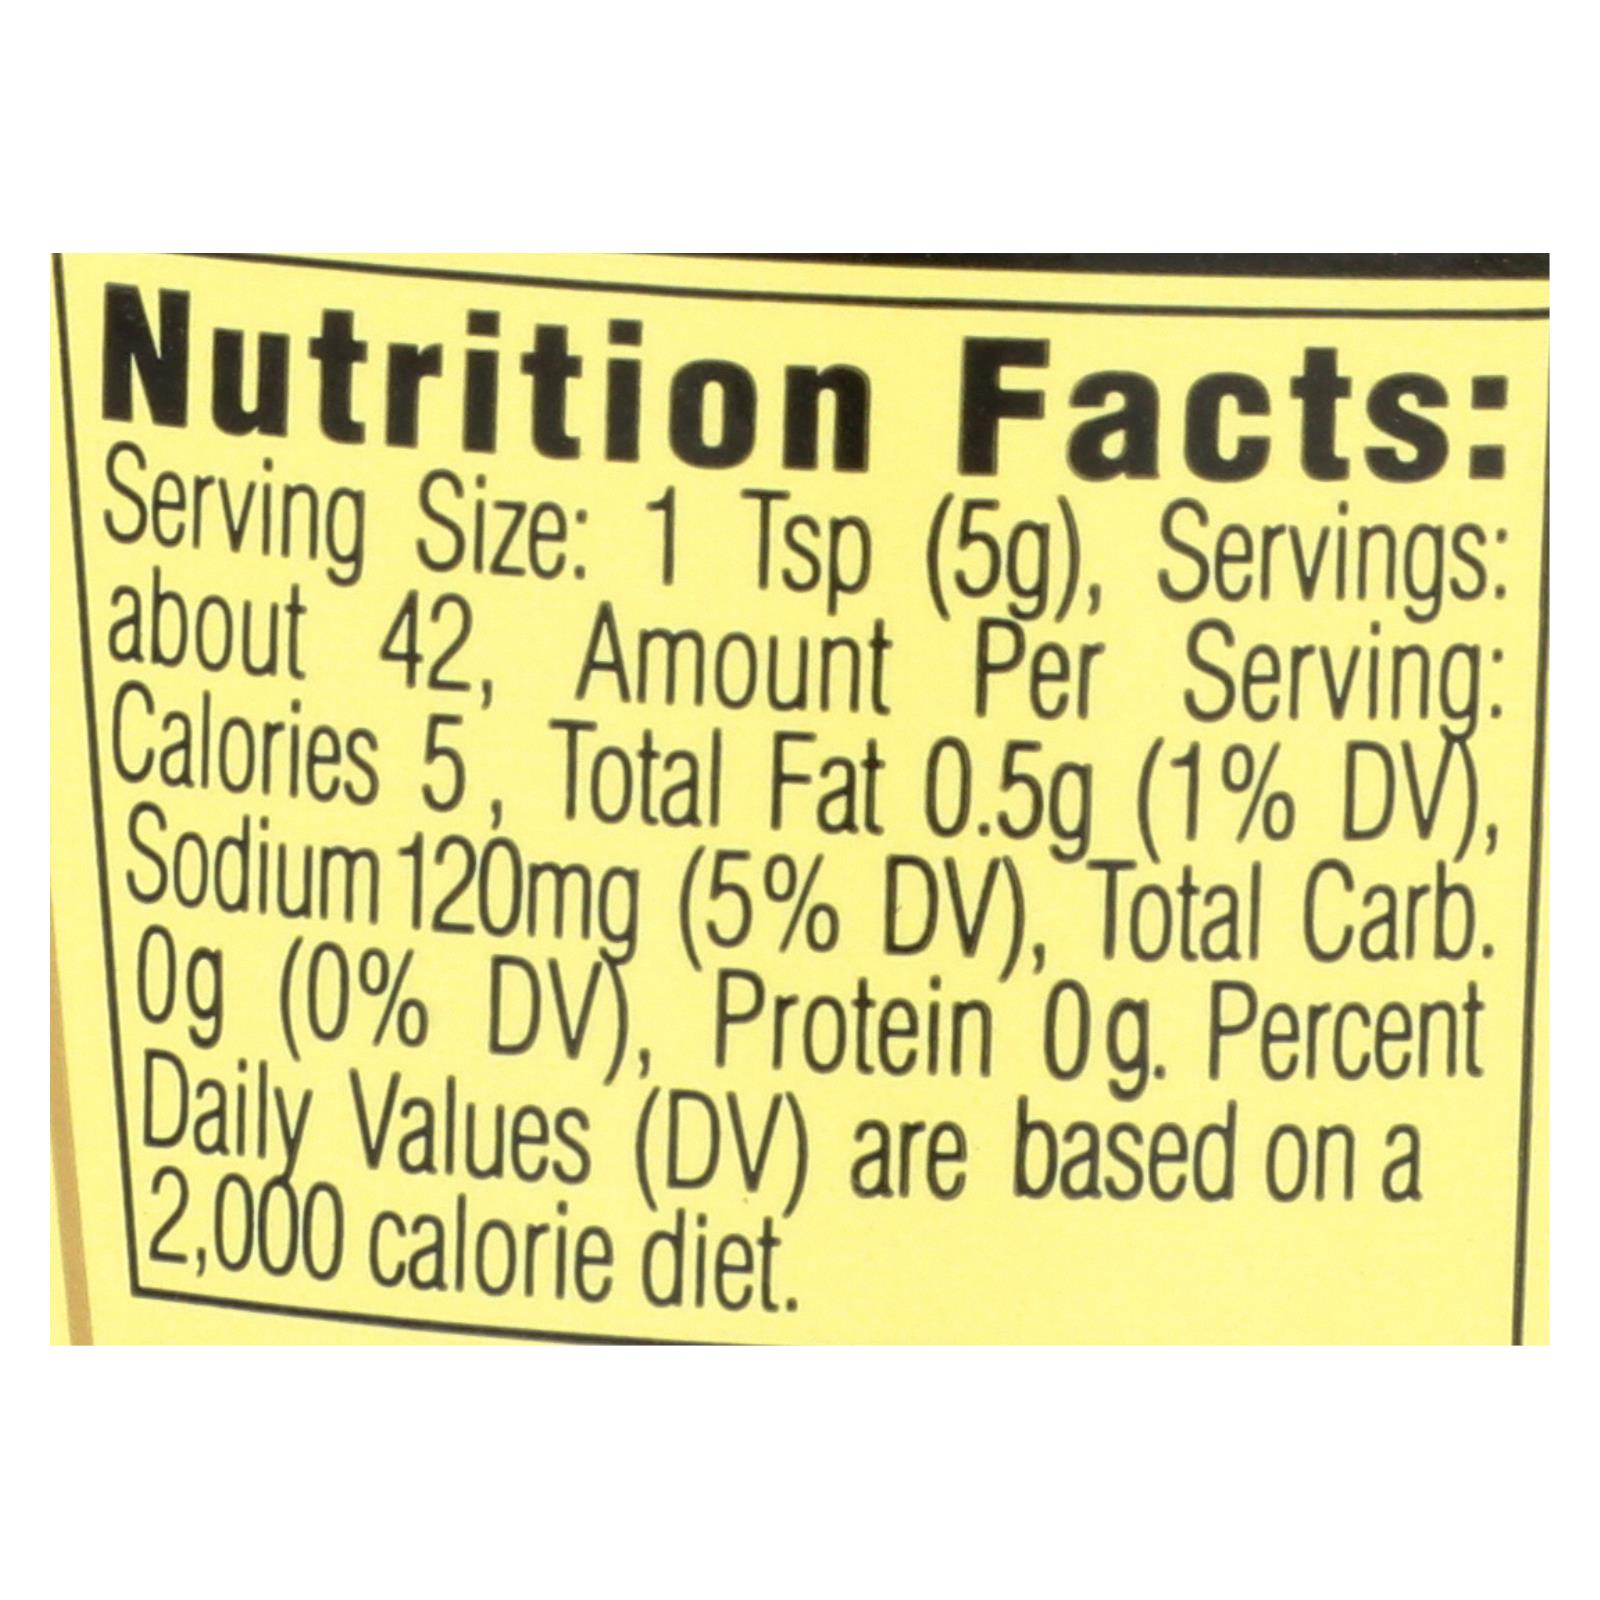 Nutrition Facts:
Serving Size: 1 Tsp (5g), Servings:
about 42, Amount Per Serving:
Calories 5, Total Fat 0.5g (1% DV),
Sodium 120mg (5% DV), Total Carb.
0g (0% DV), Protein 0g. Percent
Daily Values (DV) are based on a
2,000 calorie diet.